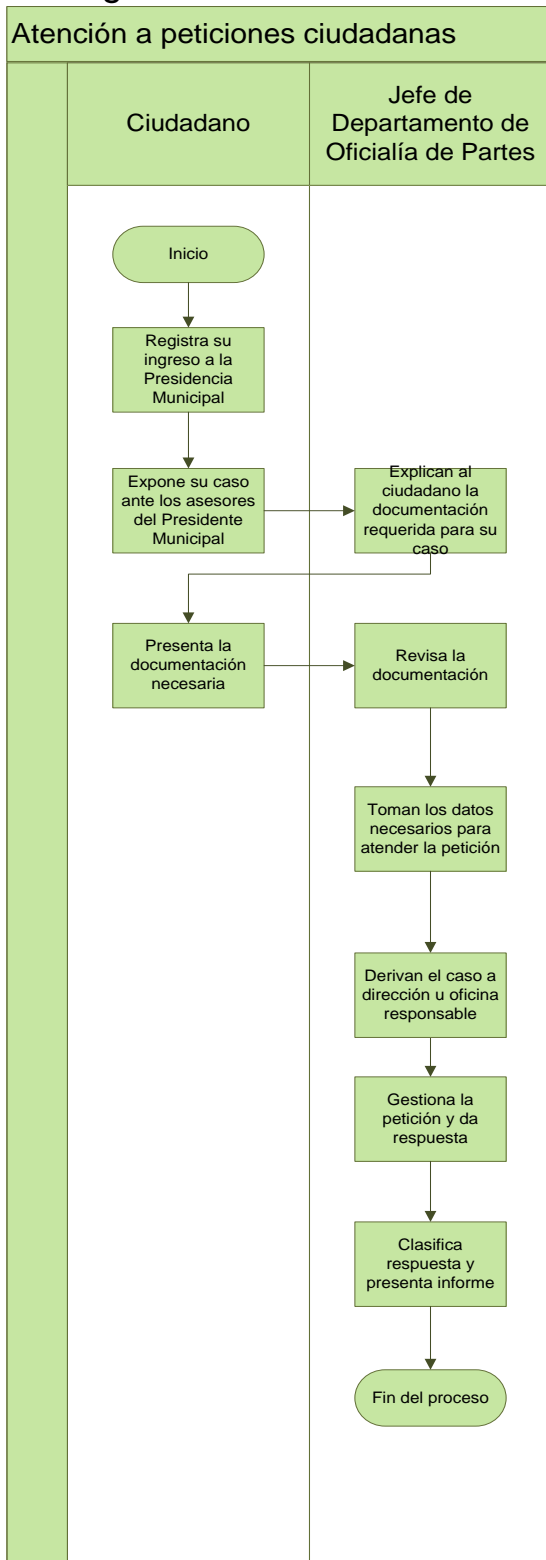 Atención a peticiones ciudadanas
Ciudadano
Jefe de
Departamento de
Oficialía de Partes
Inicio
Registra su
ingreso a la
Presidencia
Municipal
Expone su caso
ante los asesores
del Presidente
Municipal
Explican al
ciudadano la
documentación
requerida para su
caso
Presenta la
documentación
necesaria
Revisa la
documentación
Toman los datos
necesarios para
atender la petición
Derivan el caso a
dirección u oficina
responsable
Gestiona la
petición y da
respuesta
Clasifica
respuesta y
presenta informe
Fin del proceso